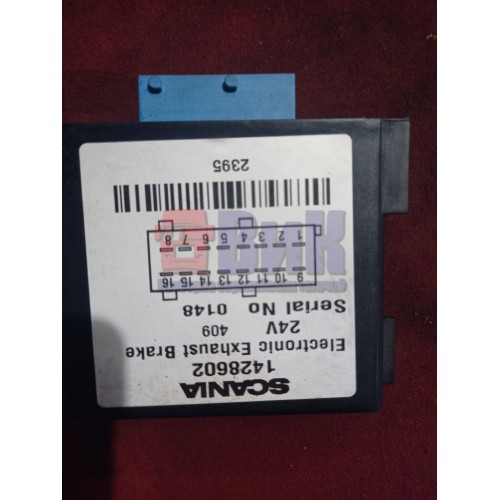 SCANIA
1428602
Electronic Exhaust Brake
24V 409
Serial No 0148
9 10 11 12 13 14 15 16
1 2 3 4 5 6 7 8
ВиК
2395